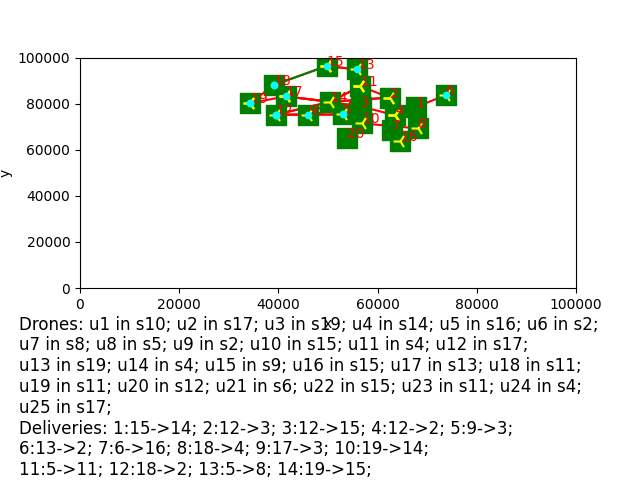 100000
80000
60000
40000
20000
0
y
0 20000 40000 60000 80000 100000
x
Drones: u1 in s10; u2 in s17; u3 in s19; u4 in s14; u5 in s16; u6 in s2;
u7 in s8; u8 in s5; u9 in s2; u10 in s15; u11 in s4; u12 in s17;
u13 in s19; u14 in s4; u15 in s9; u16 in s15; u17 in s13; u18 in s11;
u19 in s11; u20 in s12; u21 in s6; u22 in s15; u23 in s11; u24 in s4;
u25 in s17;
Deliveries: 1:15->14; 2:12->3; 3:12->15; 4:12->2; 5:9->3;
6:13->2; 7:6->16; 8:18->4; 9:17->3; 10:19->14;
11:5->11; 12:18->2; 13:5->8; 14:19->15;